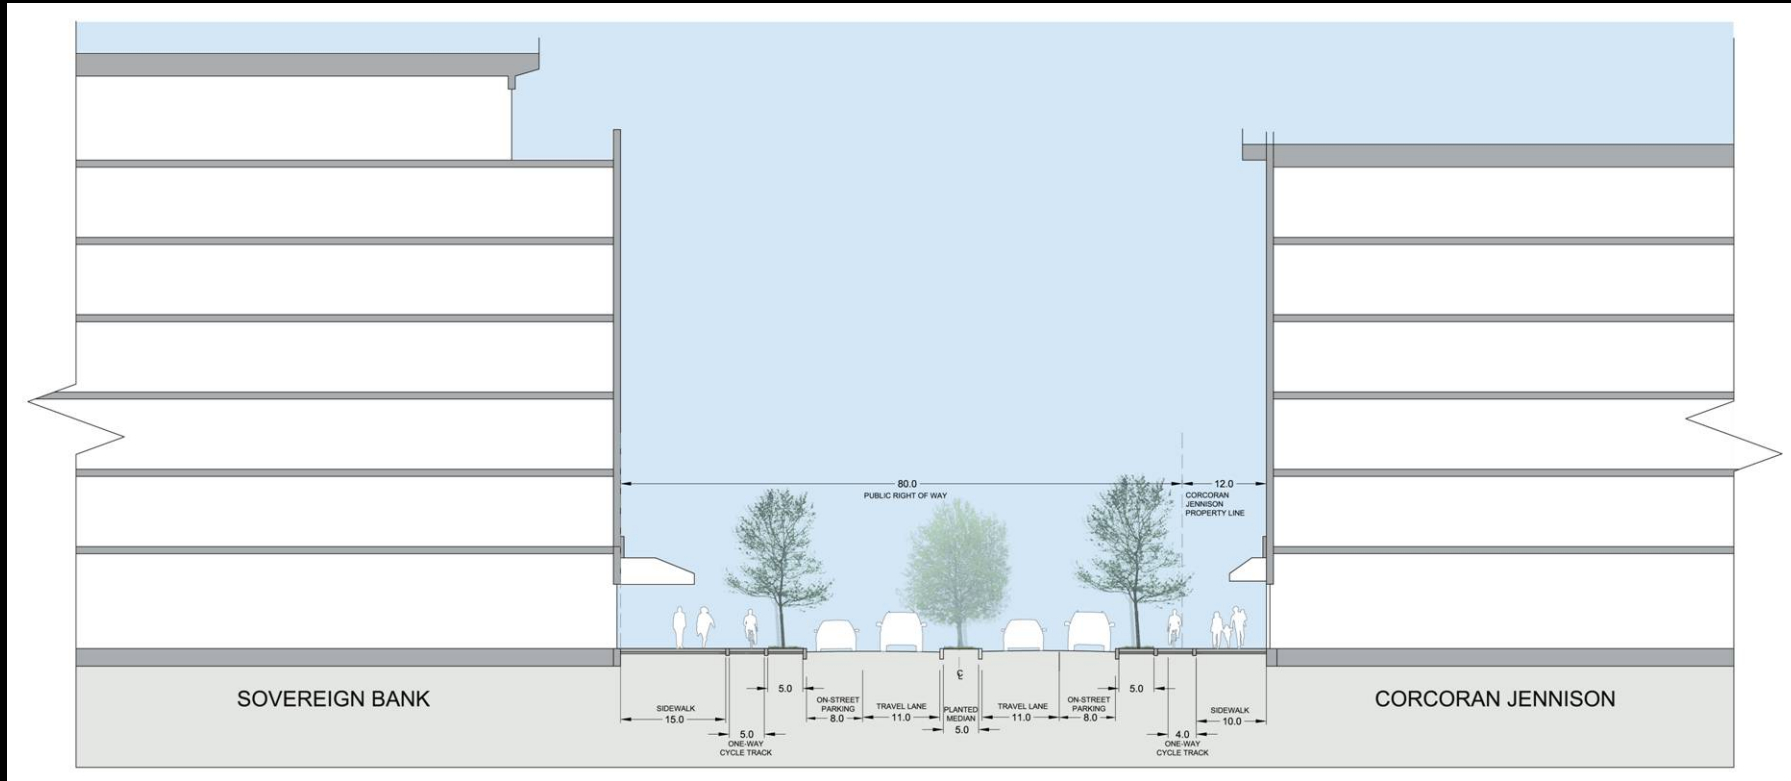 80.0
PUBLIC RIGHT OF WAY
12.0
CORCORAN
JENNISON
PROPERTY LINE
SOVEREIGN BANK
CORCORAN JENNISON
SIDEWALK
15.0
5.0
ONE-WAY
CYCLE TRACK
5.0
ON-STREET
PARKING
8.0
TRAVEL LANE
11.0
℄
PLANTED
MEDIAN
5.0
TRAVEL LANE
11.0
ON-STREET
PARKING
8.0
5.0
4.0
ONE-WAY
CYCLE TRACK
SIDEWALK
10.0